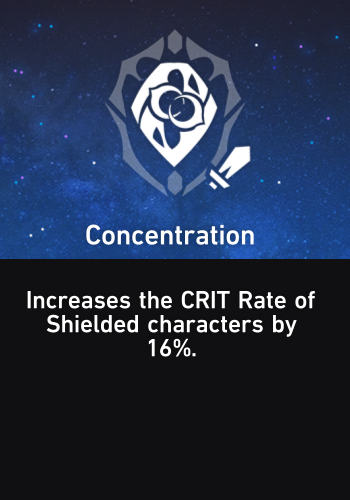 Concentration
Increases the CRIT Rate of
Shielded characters by
16%.